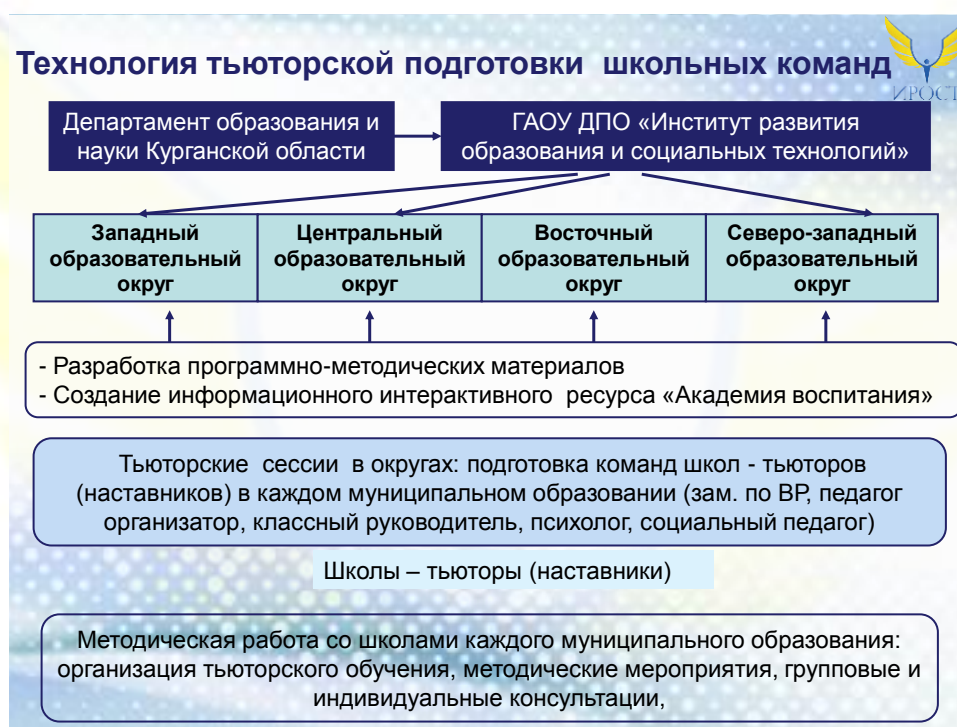 Технология тьюторской подготовки школьных команд
ИРОСТ
Департамент образования и
науки Курганской области
ГАОУ ДПО «Институт развития
образования и социальных технологий»
Западный
образовательный
округ
Центральный
образовательный
округ
Восточный
образовательный
округ
Северо-западный
образовательный
округ
- Разработка программно-методических материалов
- Создание информационного интерактивного ресурса «Академия воспитания»
Тьюторские сессии в округах: подготовка команд школ - тьюторов
(наставников) в каждом муниципальном образовании (зам. по ВР, педагог
организатор, классный руководитель, психолог, социальный педагог)
Школы – тьюторы (наставники)
Методическая работа со школами каждого муниципального образования:
организация тьюторского обучения, методические мероприятия, групповые и
индивидуальные консультации,